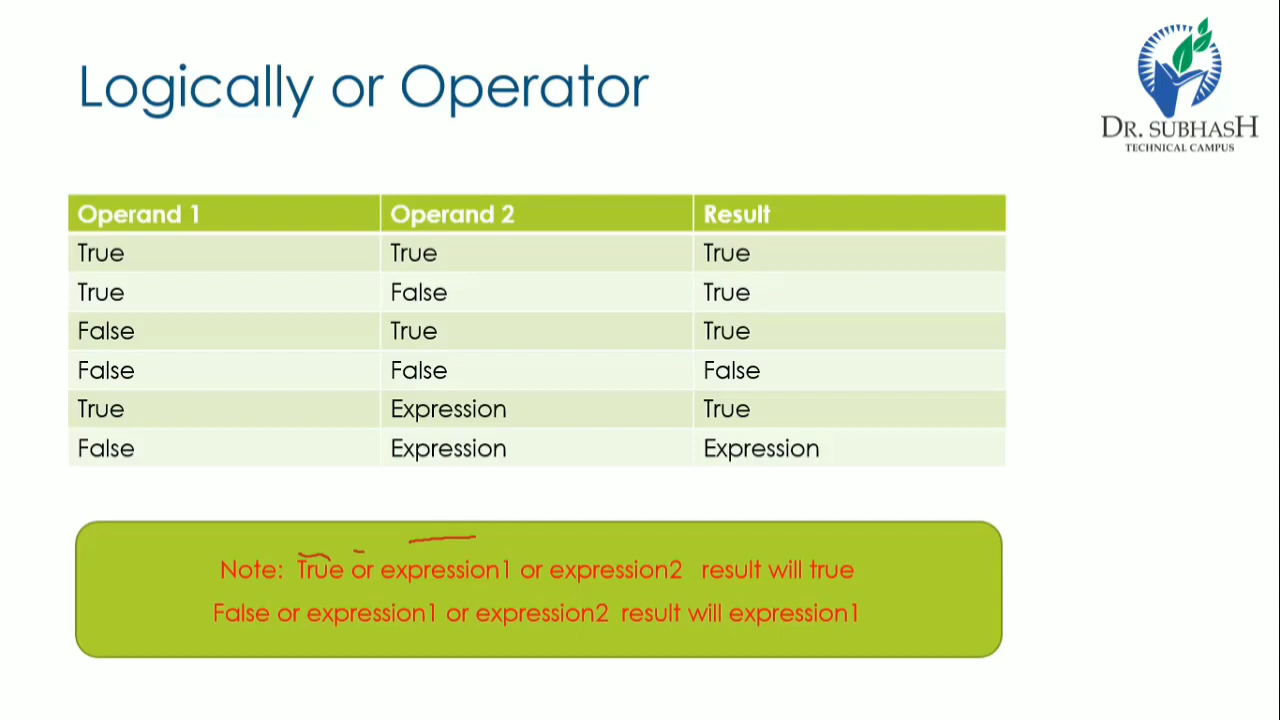 Logically or Operator
DR. SUBHASH
TECHNICAL CAMPUS
Operand 1 Operand 2 Result
True True True
True False True
False True True
False False False
True Expression True
False Expression Expression
Note: True or expression1 or expression2 result will true
False or expression1 or expression2 result will expression1